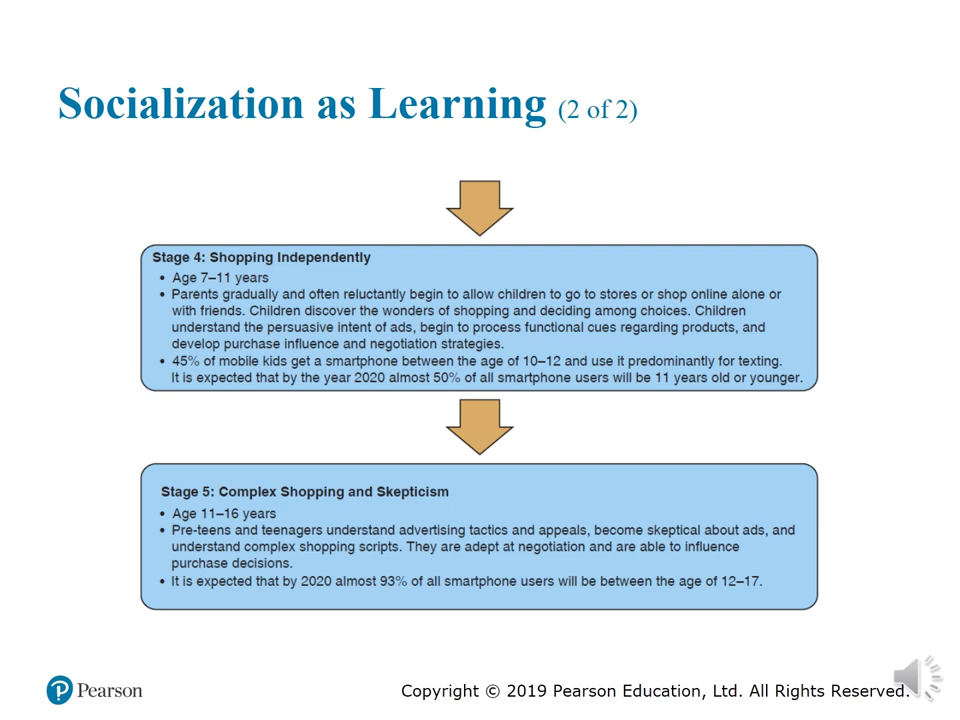 Socialization as Learning (2 of 2)
Stage 4: Shopping Independently
• Age 7–11 years
• Parents gradually and often reluctantly begin to allow children to go to stores or shop online alone or
with friends. Children discover the wonders of shopping and deciding among choices. Children
understand the persuasive intent of ads, begin to process functional cues regarding products, and
develop purchase influence and negotiation strategies.
• 45% of mobile kids get a smartphone between the age of 10–12 and use it predominantly for texting.
It is expected that by the year 2020 almost 50% of all smartphone users will be 11 years old or younger.
Stage 5: Complex Shopping and Skepticism
• Age 11–16 years
• Pre-teens and teenagers understand advertising tactics and appeals, become skeptical about ads, and
understand complex shopping scripts. They are adept at negotiation and are able to influence
purchase decisions.
• It is expected that by 2020 almost 93% of all smartphone users will be between the age of 12–17.
Pearson
Copyright © 2019 Pearson Education, Ltd. All Rights Reserved.